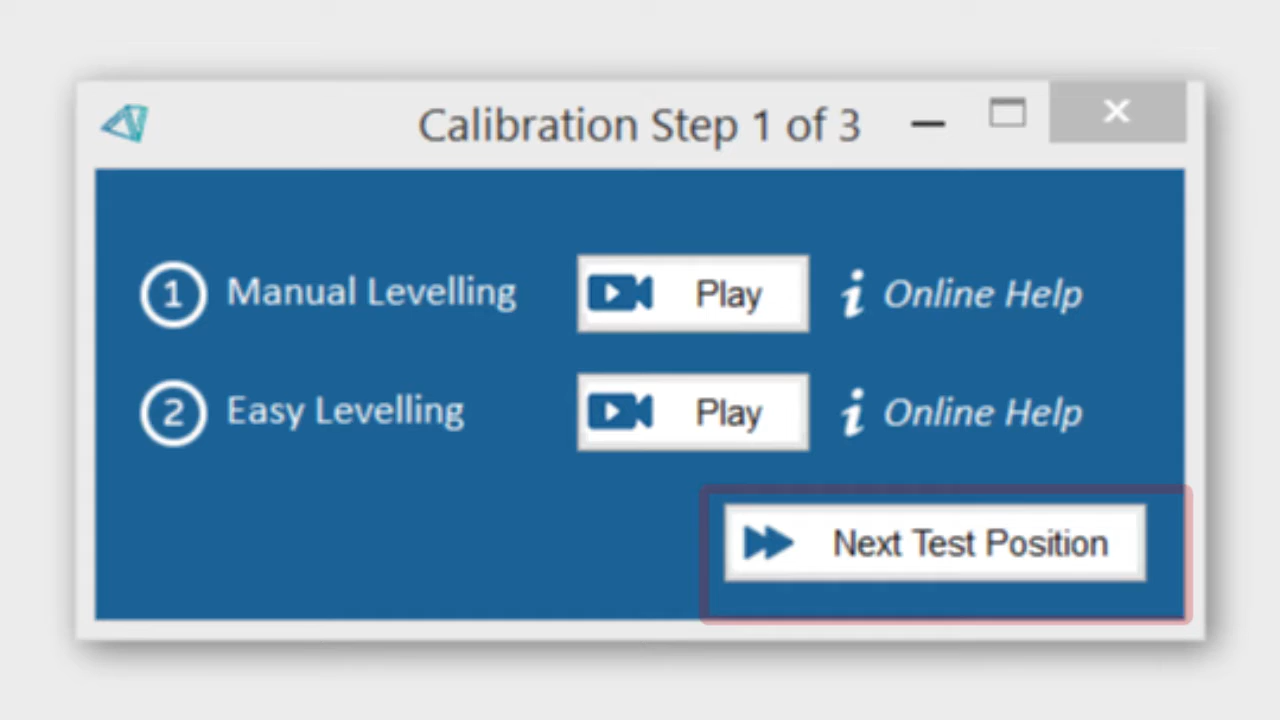 Calibration Step 1 of 3
1 Manual Levelling Play i Online Help
2 Easy Levelling Play i Online Help
Next Test Position